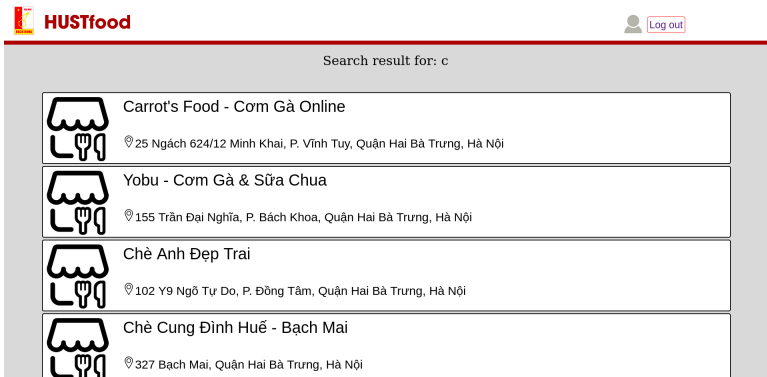 HUSTfood
Log out
Search result for: c
Carrot's Food - Cơm Gà Online
25 Ngách 624/12 Minh Khai, P. Vĩnh Tuy, Quận Hai Bà Trưng, Hà Nội
Yobu - Cơm Gà & Sữa Chua
155 Trần Đại Nghĩa, P. Bách Khoa, Quận Hai Bà Trưng, Hà Nội
Chè Anh Đẹp Trai
102 Y9 Ngõ Tự Do, P. Đồng Tâm, Quận Hai Bà Trưng, Hà Nội
Chè Cung Đình Huế - Bạch Mai
327 Bạch Mai, Quận Hai Bà Trưng, Hà Nội